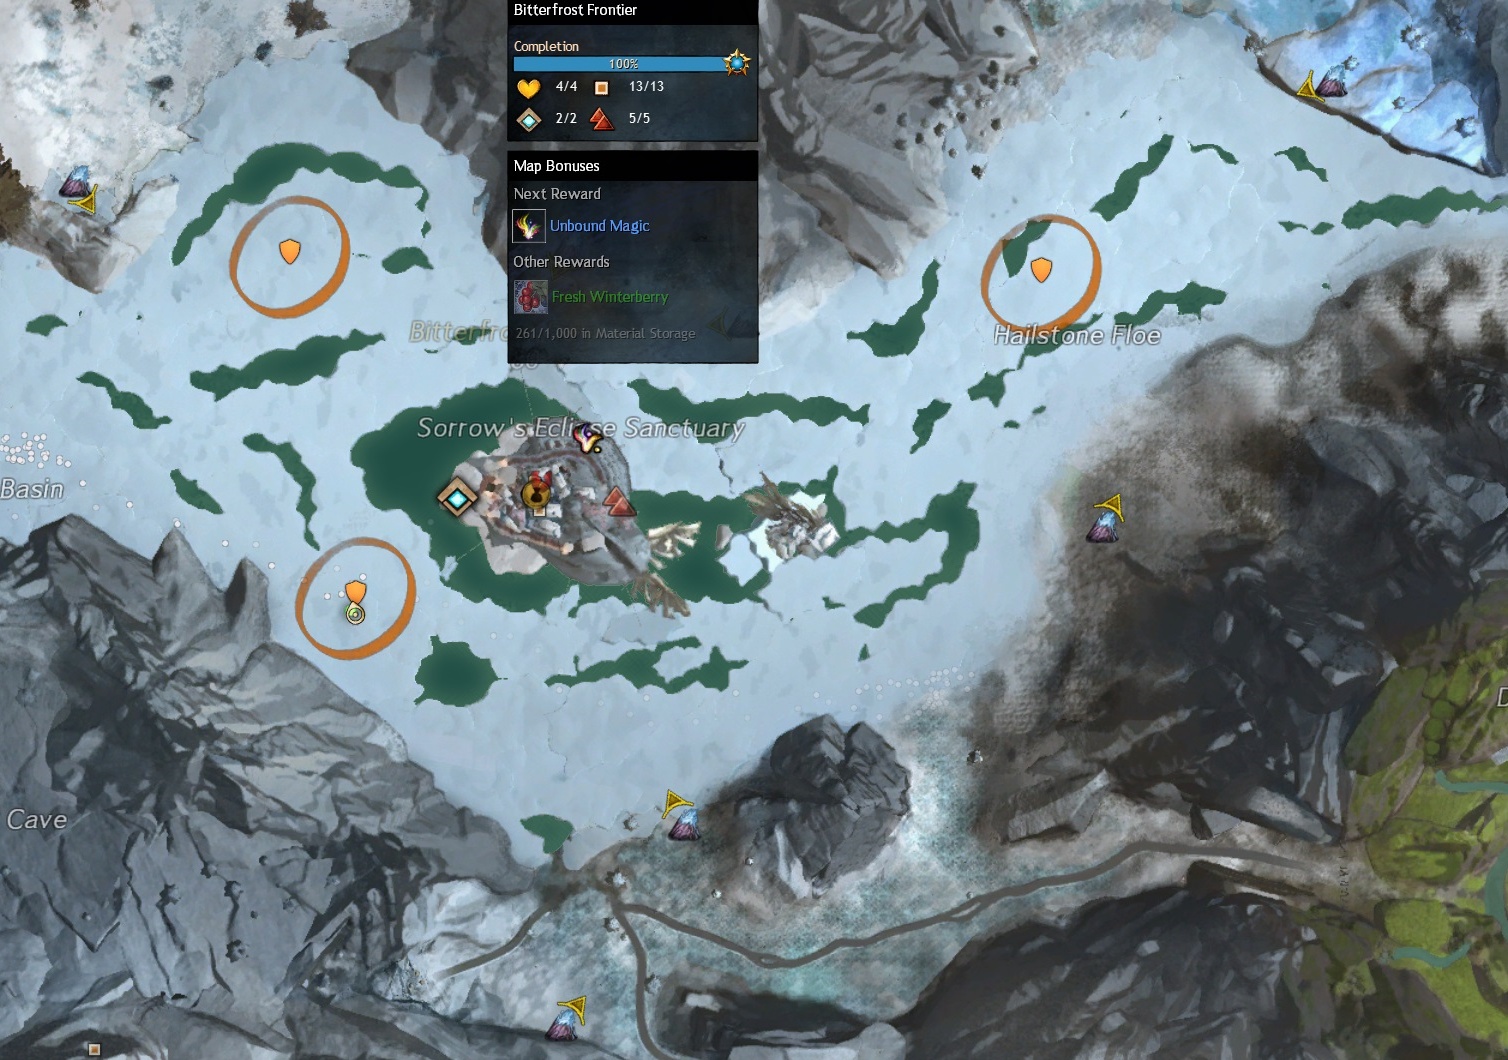 Bitterfrost Frontier
Completion
100%
4/4 13/13
2/2 5/5
Map Bonuses
Next Reward
Unbound Magic
Other Rewards
Fresh Winterberry
261/1,000 in Material Storage
Hailstone Floe
Sorrow's Eclipse Sanctuary
Basin
Cave